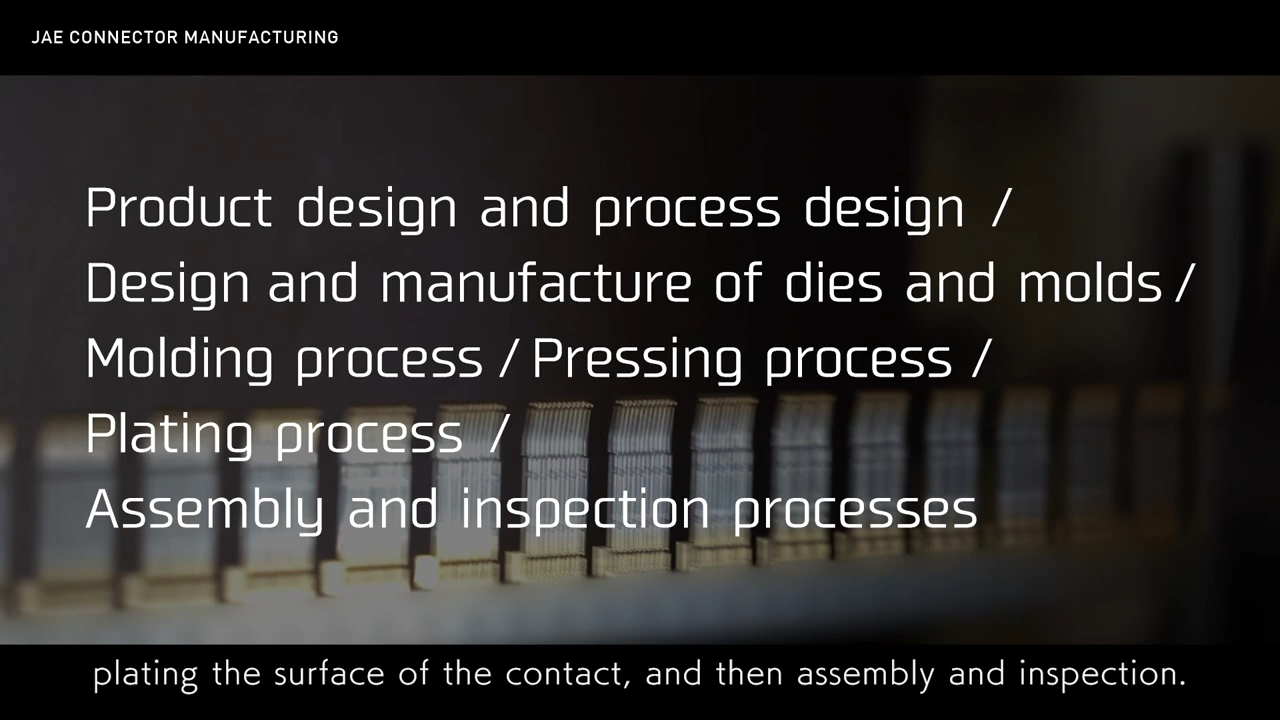 JAE CONNECTOR MANUFACTURING
Product design and process design /
Design and manufacture of dies and molds /
Molding process / Pressing process /
Plating process /
Assembly and inspection processes
plating the surface of the contact, and then assembly and inspection.